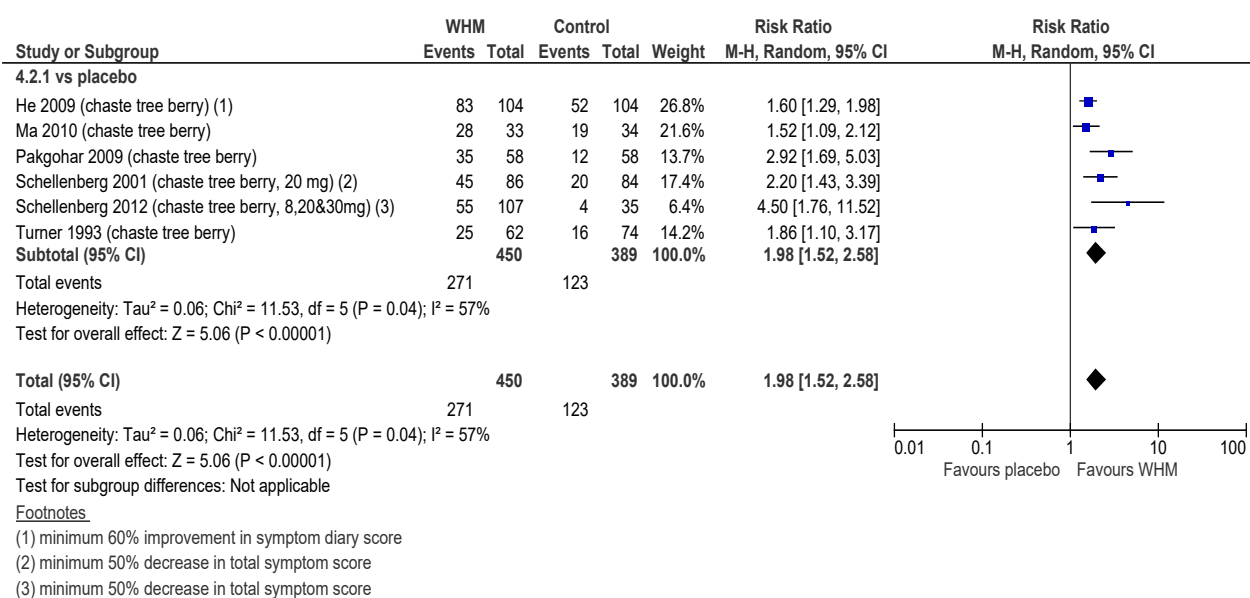 WHM Control Risk Ratio Risk Ratio
Study or Subgroup Events Total Events Total Weight M-H, Random, 95% CI M-H, Random, 95% CI
4.2.1 vs placebo
He 2009 (chaste tree berry) (1) 83 104 52 104 26.8% 1.60 [1.29, 1.98]
Ma 2010 (chaste tree berry) 28 33 19 34 21.6% 1.52 [1.09, 2.12]
Pakgohar 2009 (chaste tree berry) 35 58 12 58 13.7% 2.92 [1.69, 5.03]
Schellenberg 2001 (chaste tree berry, 20 mg) (2) 45 86 20 84 17.4% 2.20 [1.43, 3.39]
Schellenberg 2012 (chaste tree berry, 8,20&30mg) (3) 55 107 4 35 6.4% 4.50 [1.76, 11.52]
Turner 1993 (chaste tree berry) 25 62 16 74 14.2% 1.86 [1.10, 3.17]
Subtotal (95% CI) 450 389 100.0% 1.98 [1.52, 2.58]
Total events 271 123
Heterogeneity: Tau² = 0.06; Chi² = 11.53, df = 5 (P = 0.04); I² = 57%
Test for overall effect: Z = 5.06 (P < 0.00001)
Total (95% CI) 450 389 100.0% 1.98 [1.52, 2.58]
Total events 271 123
Heterogeneity: Tau² = 0.06; Chi² = 11.53, df = 5 (P = 0.04); I² = 57%
0.01 0.1 1 10 100
Test for overall effect: Z = 5.06 (P < 0.00001)
Favours placebo Favours WHM
Test for subgroup differences: Not applicable
Footnotes
(1) minimum 60% improvement in symptom diary score
(2) minimum 50% decrease in total symptom score
(3) minimum 50% decrease in total symptom score